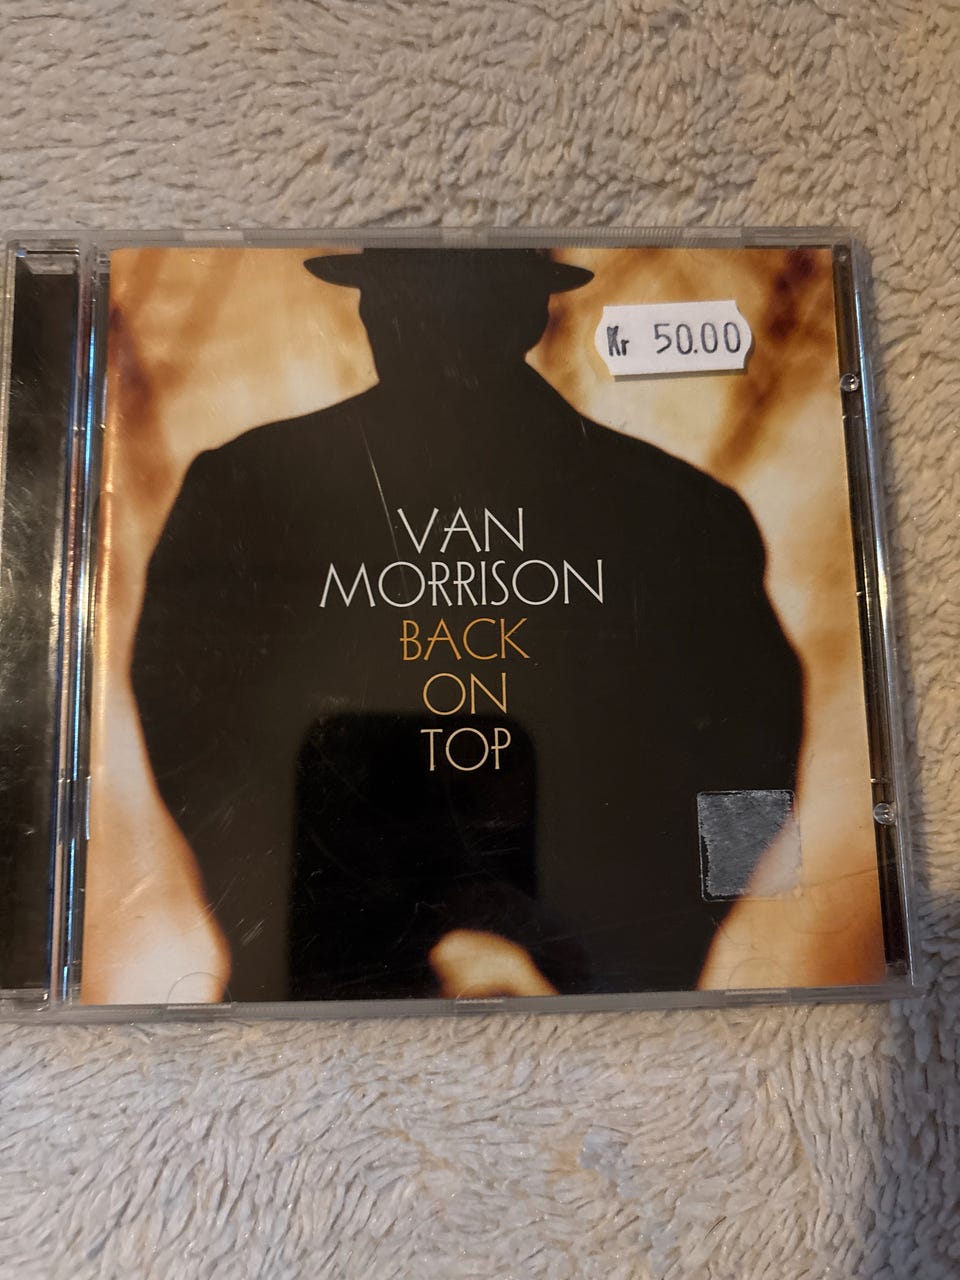 Kr 50.00
VAN
MORRISON
BACK
ON
TOP